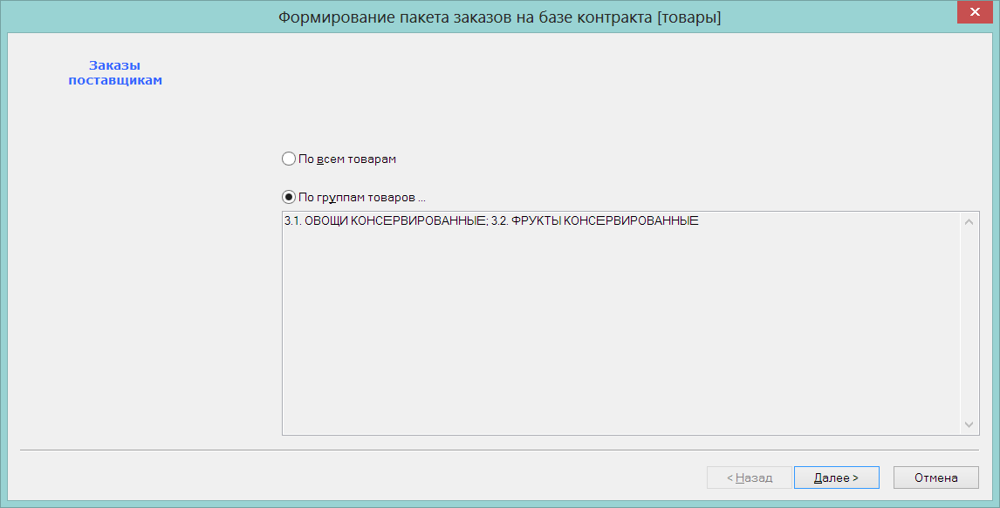 Формирование пакета заказов на базе контракта [товары]
Заказы
поставщикам
По всем товарам
По группам товаров ...
3.1. ОВОЩИ КОНСЕРВИРОВАННЫЕ; 3.2. ФРУКТЫ КОНСЕРВИРОВАННЫЕ
< Назад
Далее >
Отмена